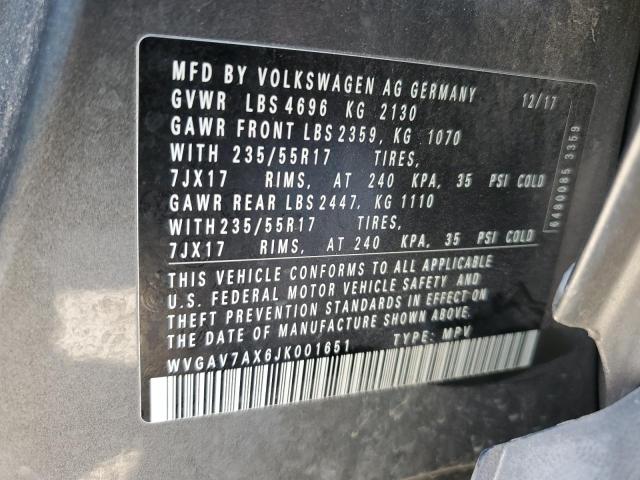 MFD BY VOLKSWAGEN AG GERMANY 12/17
GVWR LBS 4696 KG 2130
GAWR FRONT LBS 2359, KG 1070
WITH 235/55R17 TIRES,
7JX17 RIMS, AT 240 KPA, 35 PSI COLD
GAWR REAR LBS 2447, KG 1110
WITH 235/55R17 TIRES,
7JX17 RIMS, AT 240 KPA, 35 PSI COLD
THIS VEHICLE CONFORMS TO ALL APPLICABLE
U.S. FEDERAL MOTOR VEHICLE SAFETY AND
THEFT PREVENTION STANDARDS IN EFFECT ON
THE DATE OF MANUFACTURE SHOWN ABOVE.
WVGAV7AX6JK001651 TYPE: MPV
6480085 3359